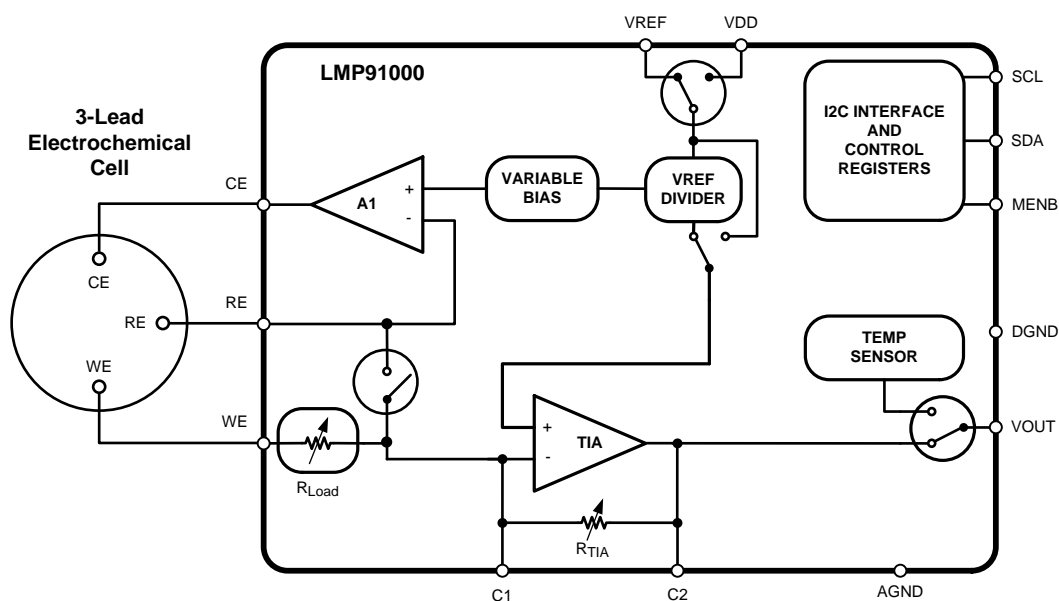 VREF
VDD
LMP91000
3-Lead
Electrochemical
Cell
SCL
I2C INTERFACE
AND
CONTROL
REGISTERS
SDA
MENB
CE
A1
+
-
VARIABLE
BIAS
VREF
DIVIDER
CE
RE
RE
WE
DGND
TEMP
SENSOR
WE
RLoad
+
-
TIA
VOUT
RTIA
C1
C2
AGND